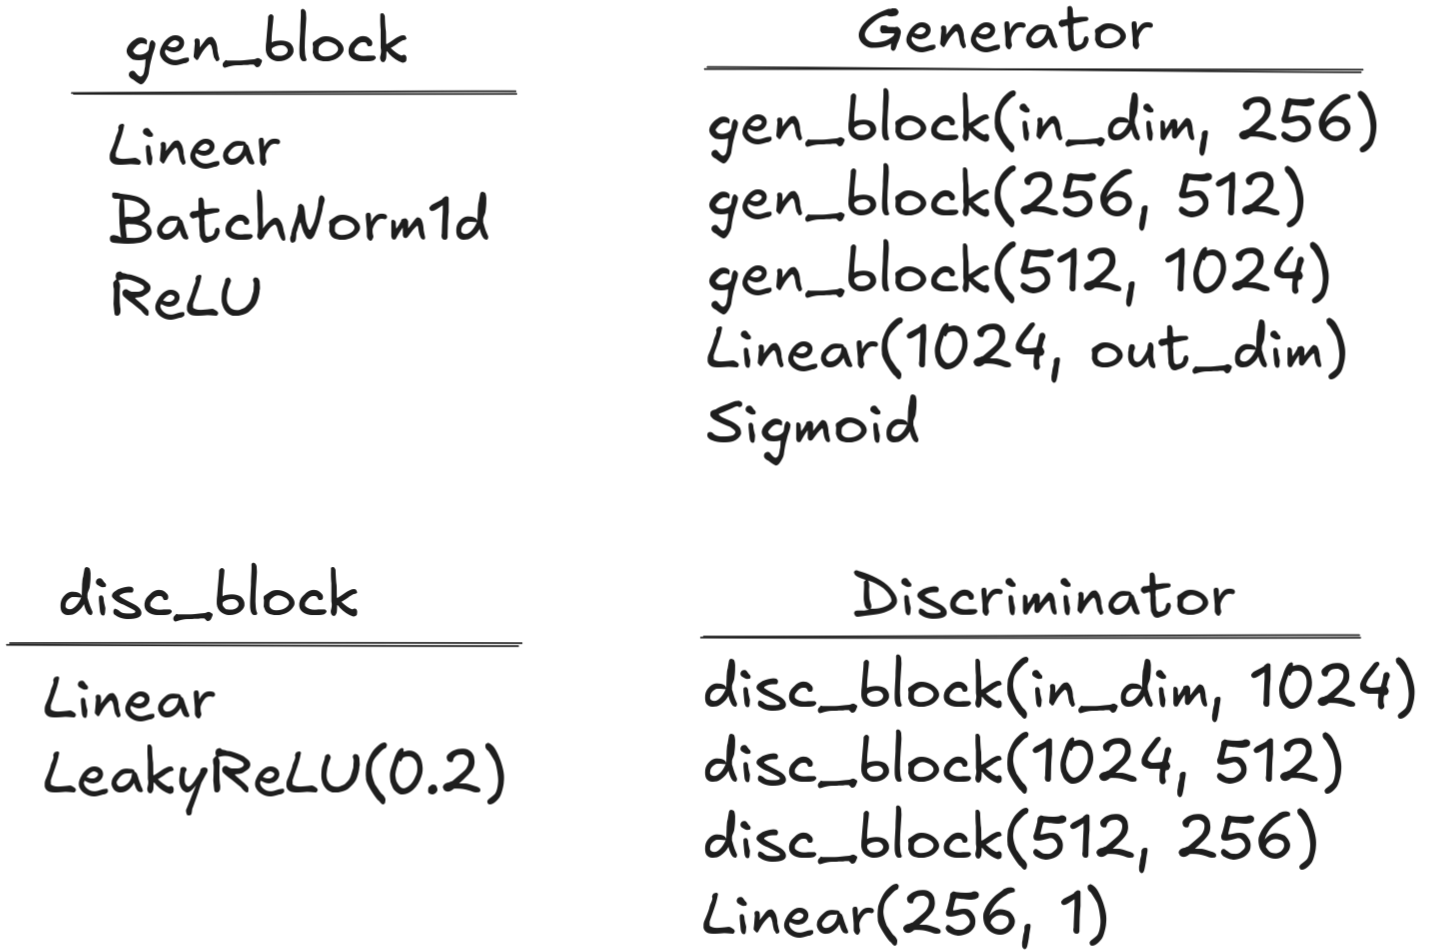 gen_block
Linear
BatchNorm1d
ReLU
Generator
gen_block(in_dim, 256)
gen_block(256, 512)
gen_block(512, 1024)
Linear(1024, out_dim)
Sigmoid
disc_block
Linear
LeakyReLU(0.2)
Discriminator
disc_block(in_dim, 1024)
disc_block(1024, 512)
disc_block(512, 256)
Linear(256, 1)